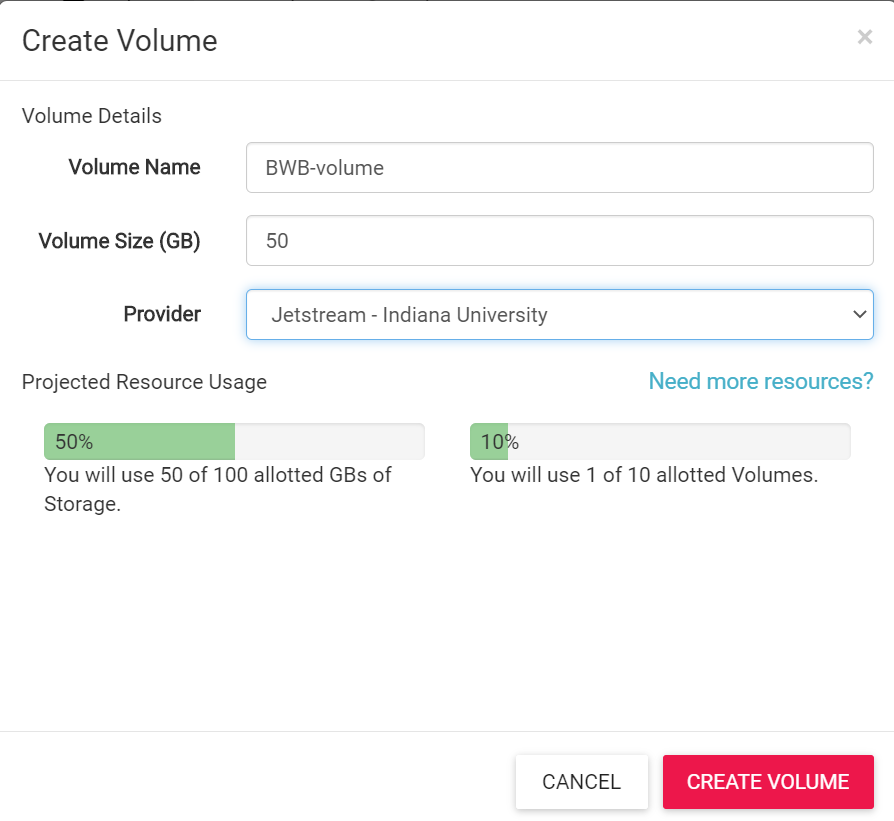 Create Volume
×
Volume Details
Volume Name
BWB-volume
Volume Size (GB)
50
Provider
Jetstream - Indiana University
Projected Resource Usage
Need more resources?
50%
You will use 50 of 100 allotted GBs of
Storage.
10%
You will use 1 of 10 allotted Volumes.
CANCEL
CREATE VOLUME